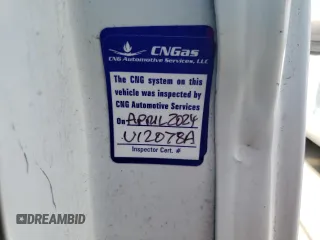 CNGas
CNG Automotive Services, LLC
The CNG system on this
vehicle was inspected by
CNG Automotive Services
On APRIL 2024
U12078A
Inspector Cert. #
DREAMBID